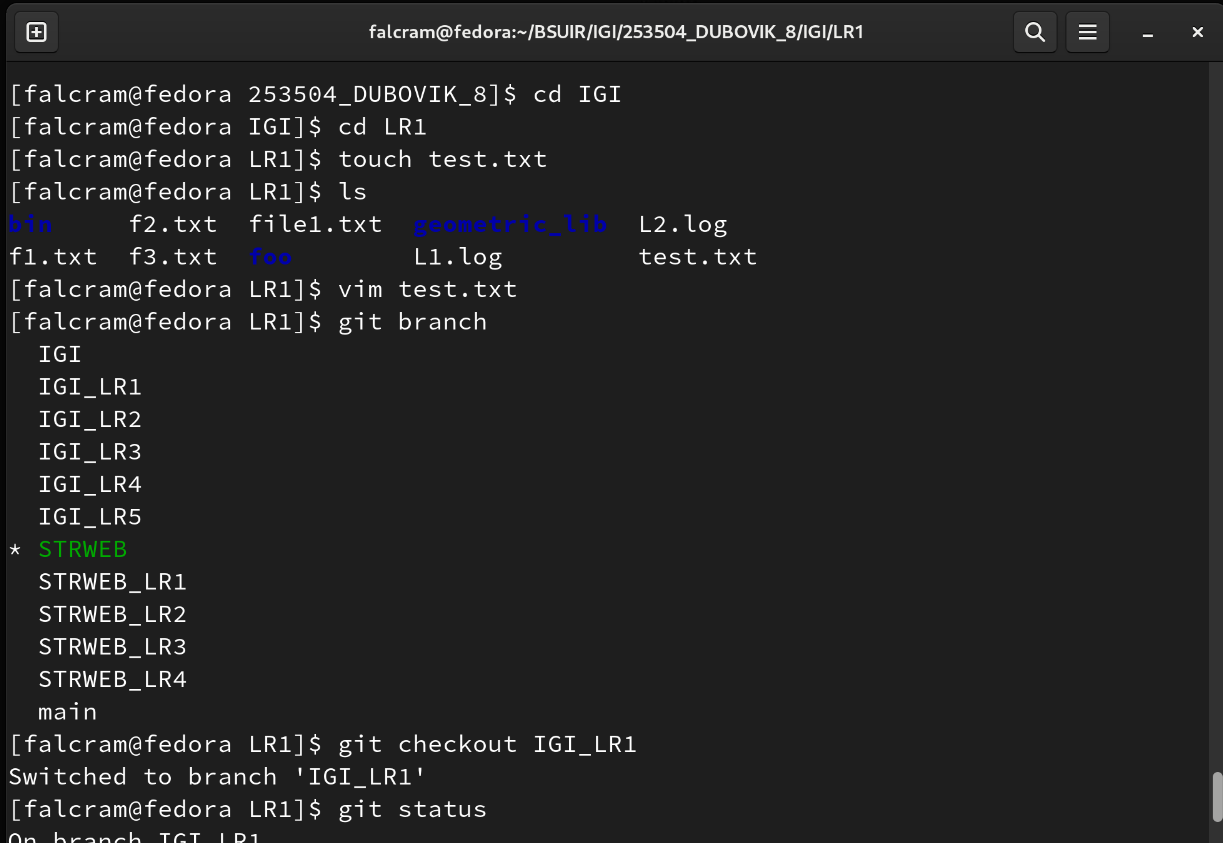 falcram@fedora:~/BSUIR/IGI/253504_DUBOVIK_8/IGI/LR1
[falcram@fedora 253504_DUBOVIK_8]$ cd IGI
[falcram@fedora IGI]$ cd LR1
[falcram@fedora LR1]$ touch test.txt
[falcram@fedora LR1]$ ls
bin     f2.txt  file1.txt  geometric_lib  L2.log
f1.txt  f3.txt  foo        L1.log         test.txt
[falcram@fedora LR1]$ vim test.txt
[falcram@fedora LR1]$ git branch
  IGI
  IGI_LR1
  IGI_LR2
  IGI_LR3
  IGI_LR4
  IGI_LR5
* STRWEB
  STRWEB_LR1
  STRWEB_LR2
  STRWEB_LR3
  STRWEB_LR4
  main
[falcram@fedora LR1]$ git checkout IGI_LR1
Switched to branch 'IGI_LR1'
[falcram@fedora LR1]$ git status
On branch IGI_LR1